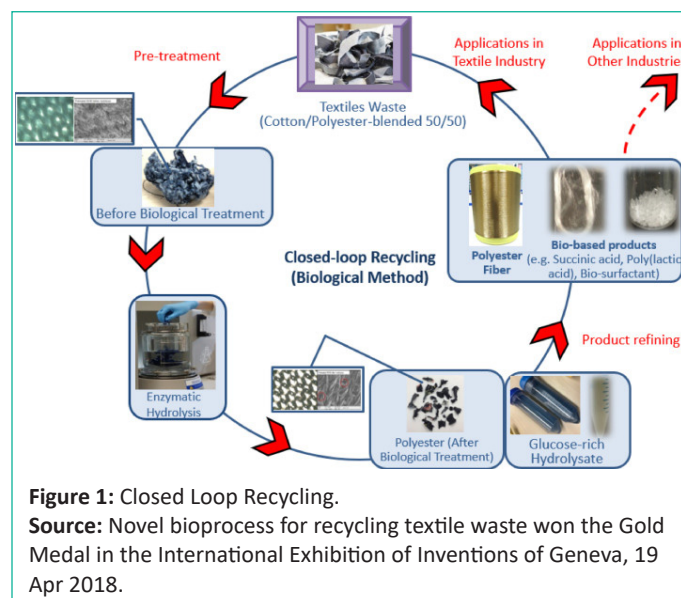 Pre-treatment
Applications in
Textile Industry
Applications in
Other Industries
Textiles Waste
(Cotton/Polyester-blended 50/50)
Before Biological Treatment
Closed-loop Recycling
(Biological Method)
Polyester
Fiber
Bio-based products
(e.g. Succinic acid, Poly(lactic
acid), Bio-surfactant)
Enzymatic
Hydrolysis
Product refining
Polyester (After
Biological Treatment)
Glucose-rich
Hydrolysate
Figure 1: Closed Loop Recycling.
Source: Novel bioprocess for recycling textile waste won the Gold
Medal in the International Exhibition of Inventions of Geneva, 19
Apr 2018.